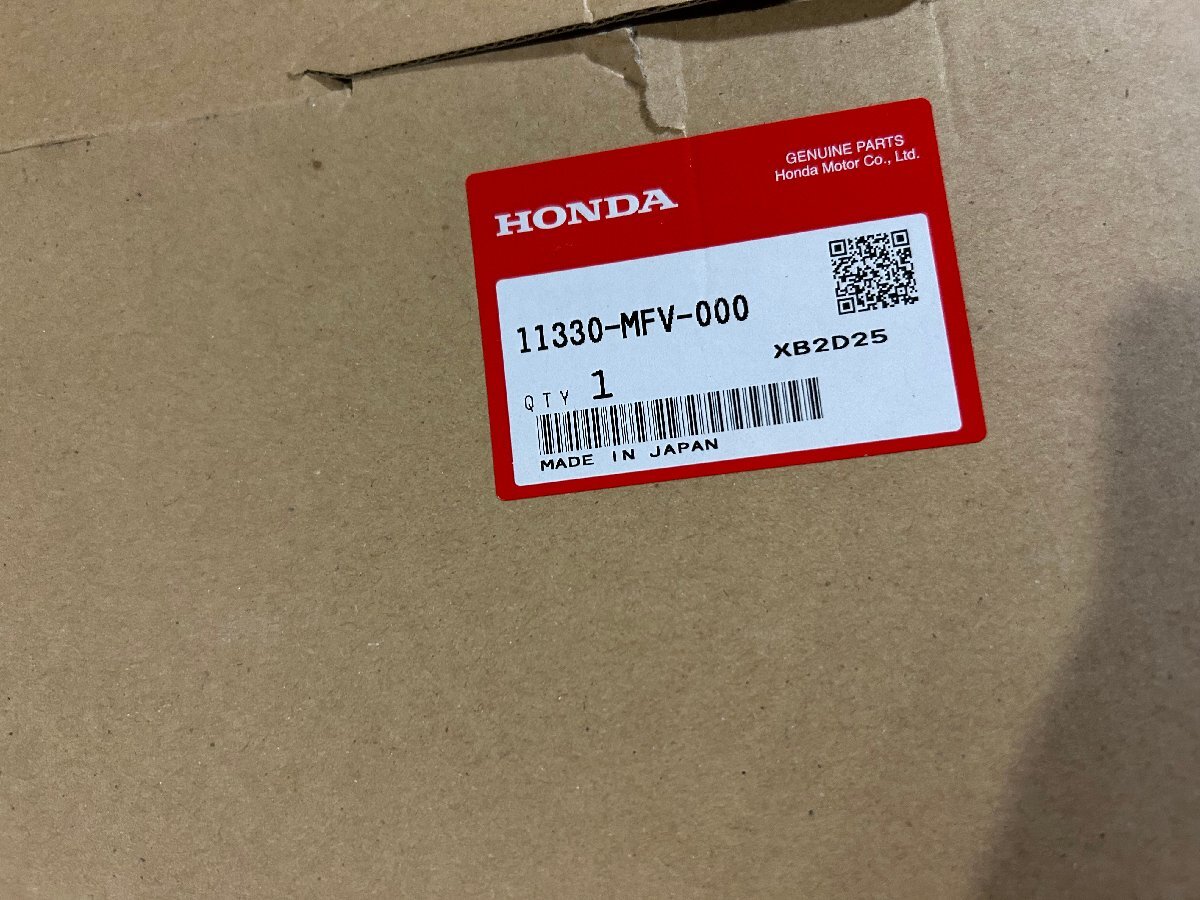 GENUINE PARTS
Honda Motor Co., Ltd.
HONDA
11330-MFV-000
XB2D25
QTY 1
MADE IN JAPAN